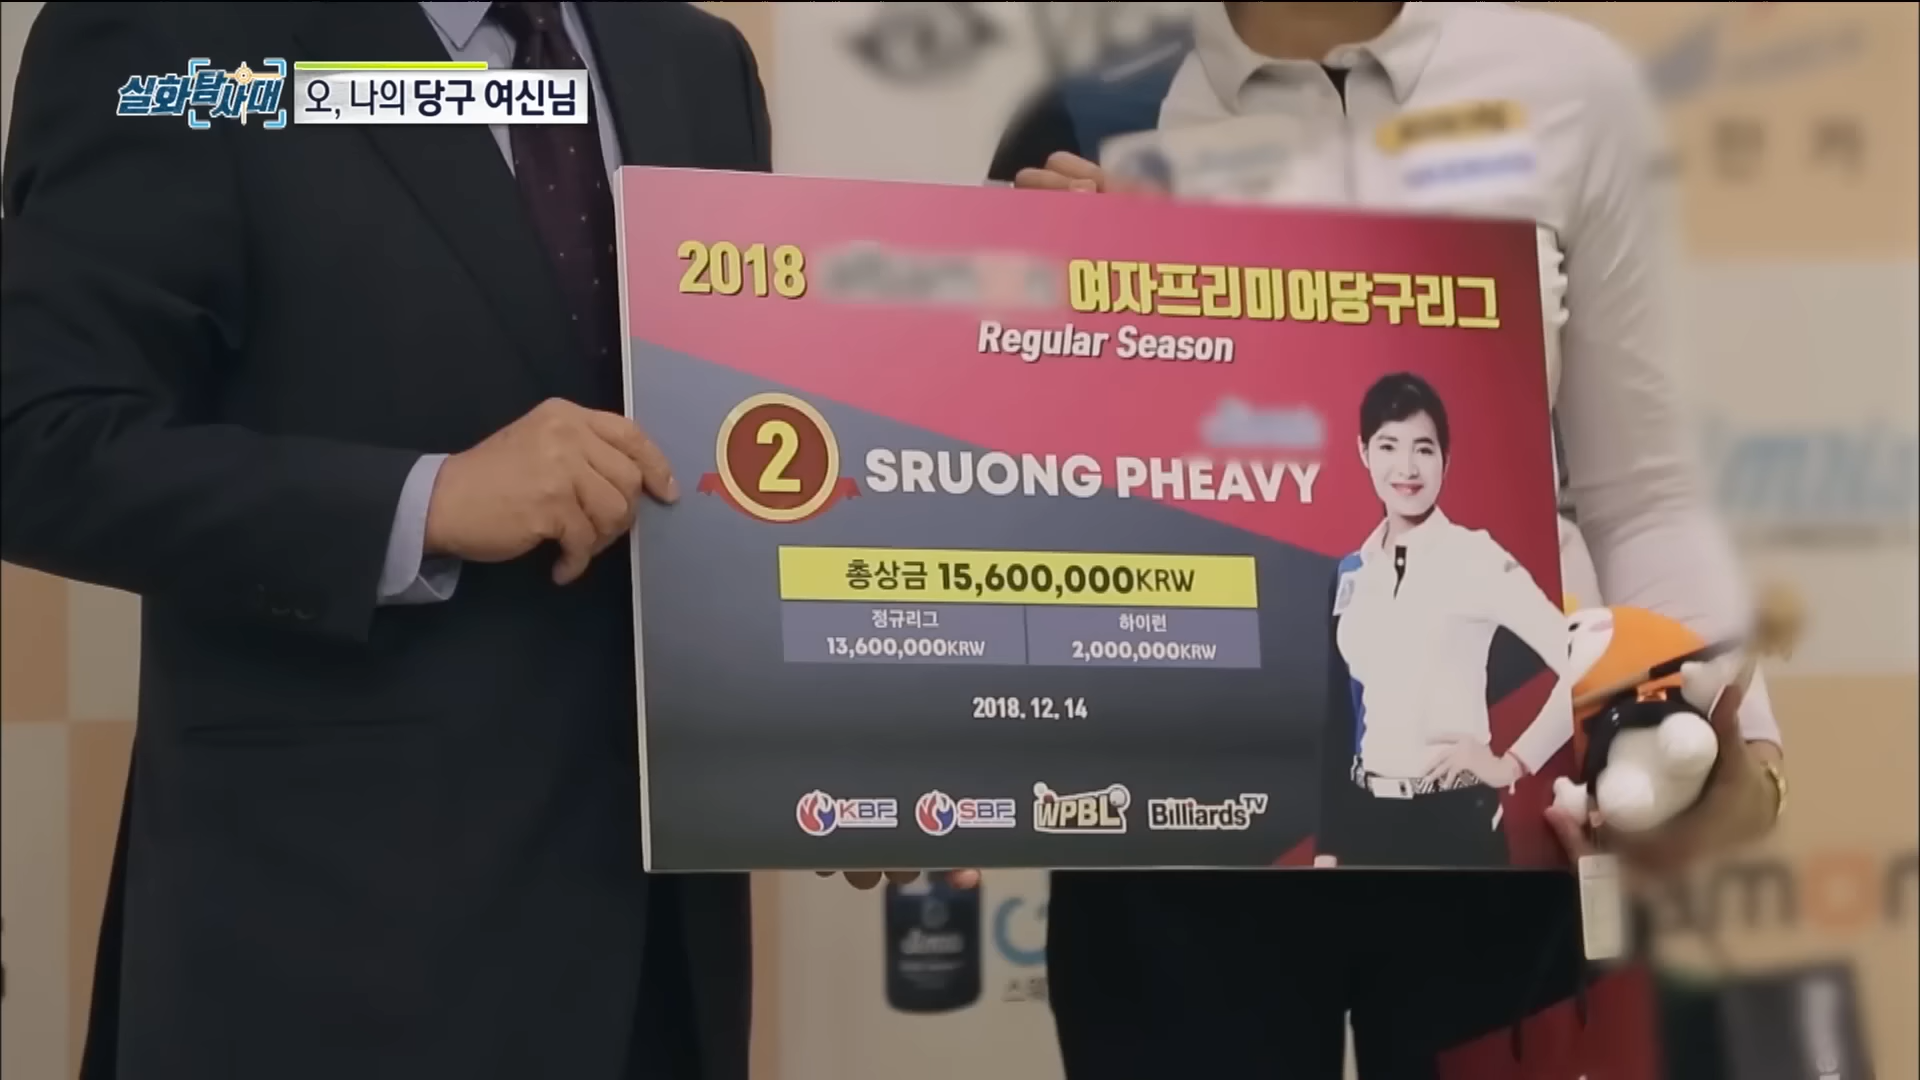 실화탐사대
오, 나의 당구 여신님
2018 여자프리미어당구리그
Regular Season
2 SRUONG PHEAVY
총상금 15,600,000KRW
정규리그 하이런
13,600,000KRW 2,000,000KRW
2018. 12. 14
KBF SBF WPBL Billiards TV